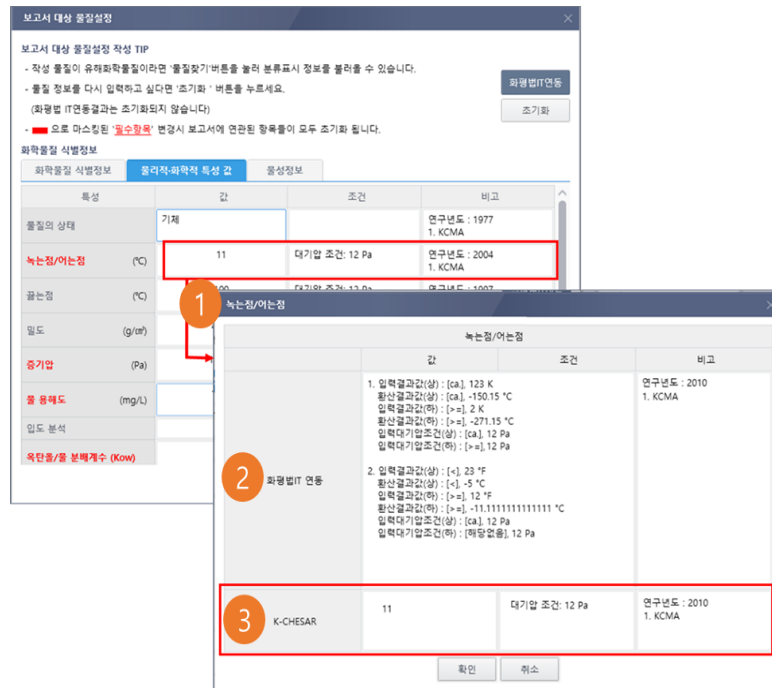 보고서 대상 물질설정
보고서 대상 물질설정 작성 TIP
- 작성 물질이 유해화학물질이라면 '물질찾기'버튼을 눌러 분류표시 정보를 불러올 수 있습니다.
- 물질 정보를 다시 입력하고 싶다면 '초기화 ' 버튼을 누르세요.
(화평법 IT연동결과는 초기화되지 않습니다)
- 으로 마스킹된 '필수항목' 변경시 보고서에 연관된 항목들이 모두 초기화 됩니다.
화평법IT연동
초기화
화학물질 식별정보
화학물질 식별정보 물리적·화학적 특성 값 물성정보
특성 값 조건 비고
물질의 상태 기체 연구년도 : 1977
1. KCMA
녹는점/어는점 (℃) 11 대기압 조건: 12 Pa 연구년도 : 2004
1. KCMA
끓는점 (℃)
밀도 (g/㎤)
증기압 (Pa)
물 용해도 (mg/L)
입도 분석
옥탄올/물 분배계수 (Kow)
1
녹는점/어는점
녹는점/어는점
값 조건 비고
2
화평법IT 연동
1. 입력결과값(상) : [ca.], 123 K
환산결과값(상) : [ca.], -150.15 °C
입력결과값(하) : [>=], 2 K
환산결과값(하) : [>=], -271.15 °C
입력대기압조건(상) : [ca.], 12 Pa
입력대기압조건(하) : [>=],12 Pa
2. 입력결과값(상) : [<], 23 °F
환산결과값(상) : [<], -5 °C
입력결과값(하) : [>=], 12 °F
환산결과값(하) : [>=], -11.1111111111111 °C
입력대기압조건(상) : [ca.], 12 Pa
입력대기압조건(하) : [해당없음], 12 Pa
연구년도 : 2010
1. KCMA
3
K-CHESAR 11 대기압 조건: 12 Pa 연구년도 : 2010
1. KCMA
확인 취소